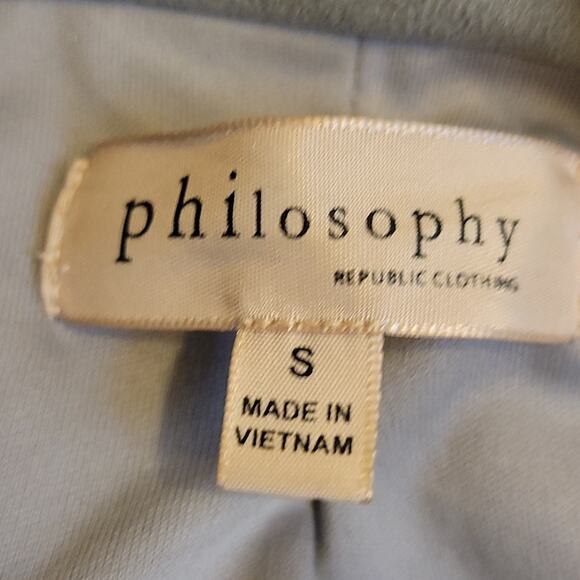 philosophy
REPUBLIC CLOTHING
S
MADE IN
VIETNAM